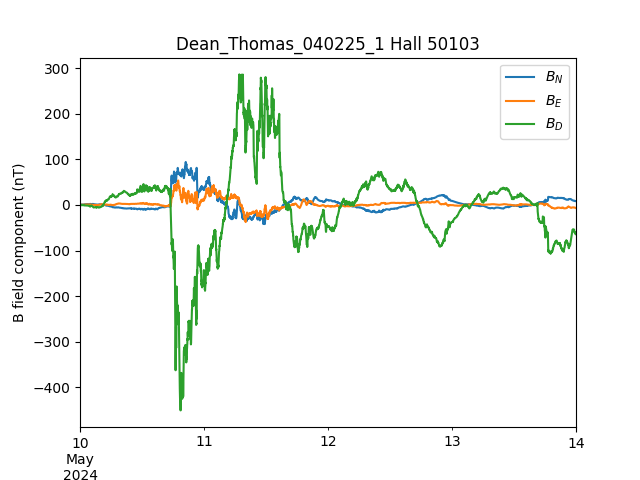 Dean_Thomas_040225_1 Hall 50103
B field component (nT)
300
200
100
0
−100
−200
−300
−400
B_N
B_E
B_D
10 11 12 13 14
May
2024